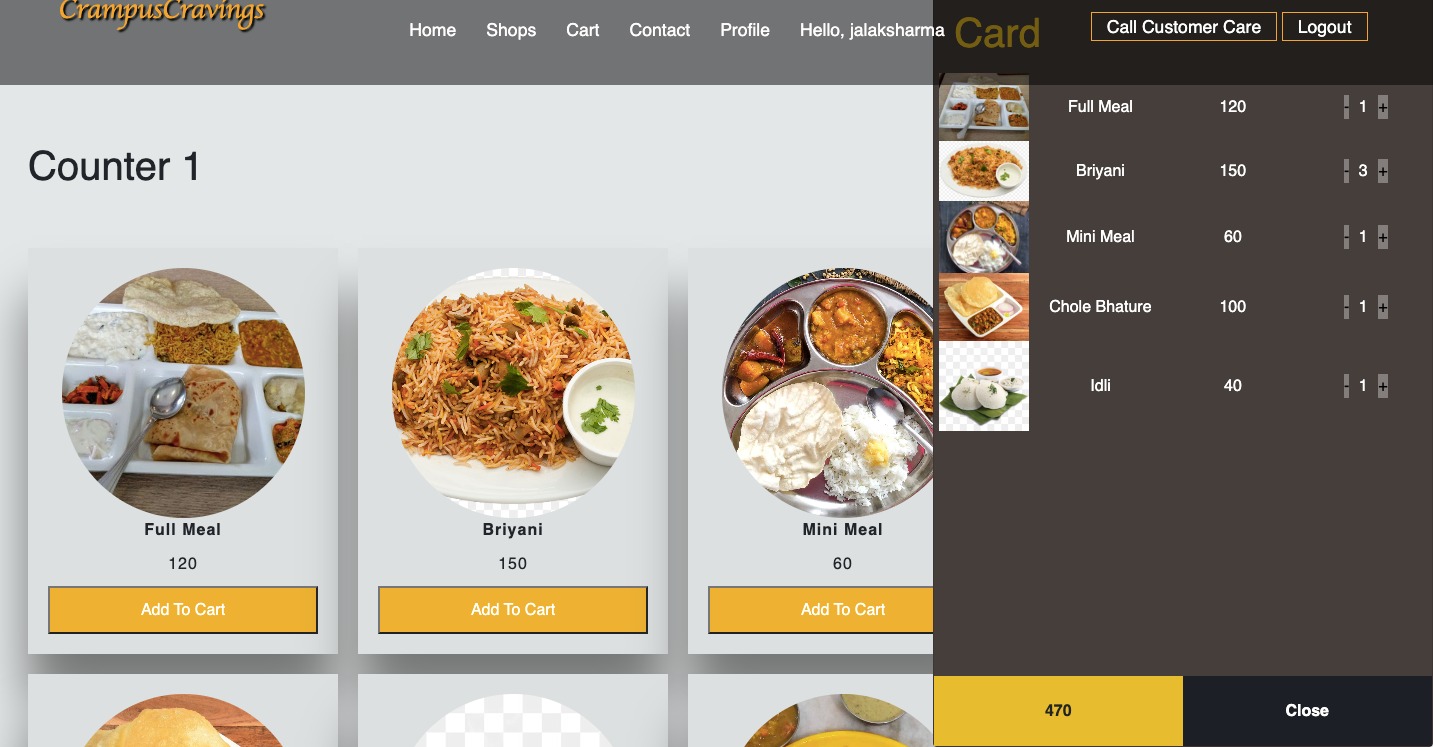 CrampusCravings
Home Shops Cart Contact Profile Hello, jalaksharma Card Call Customer Care Logout
Full Meal 120 - 1 +
Counter 1
Briyani 150 - 3 +
Mini Meal 60 - 1 +
Chole Bhature 100 - 1 +
Idli 40 - 1 +
Full Meal
120
Add To Cart
Briyani
150
Add To Cart
Mini Meal
60
Add To Cart
470 Close